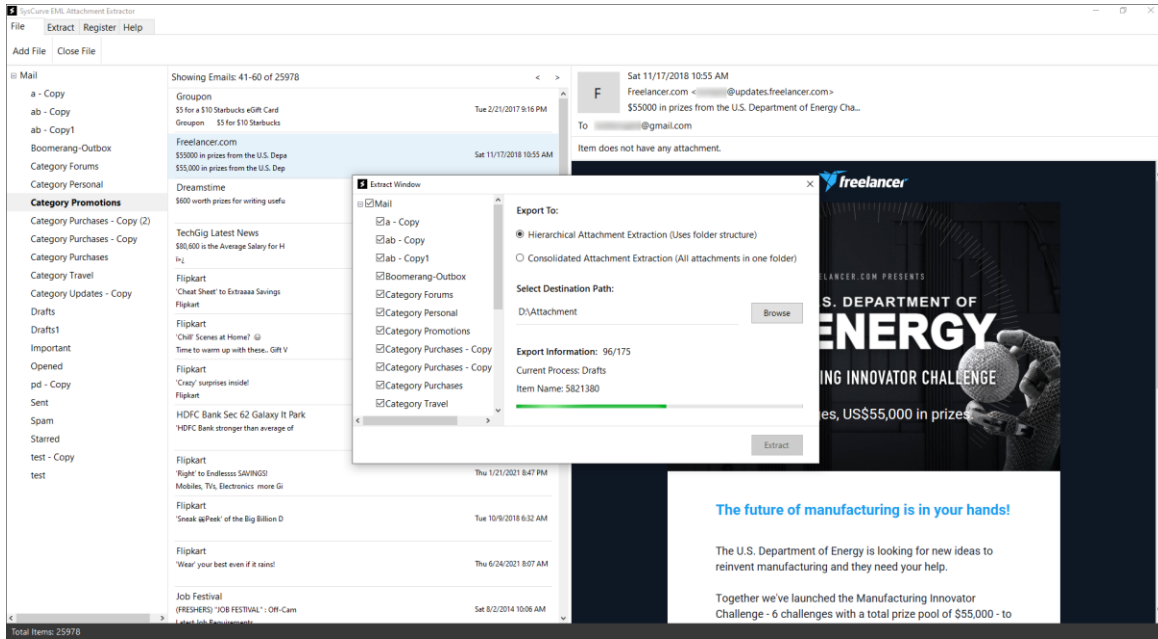 SysCurve EML Attachment Extractor
File Extract Register Help
Add File Close File
Mail
a - Copy
ab - Copy
ab - Copy1
Boomerang-Outbox
Category Forums
Category Personal
Category Promotions
Category Purchases - Copy (2)
Category Purchases - Copy
Category Purchases
Category Travel
Category Updates - Copy
Drafts
Drafts1
Important
Opened
pd - Copy
Sent
Spam
Starred
test - Copy
test
Showing Emails: 41-60 of 25978 < >
Groupon
$5 for a $10 Starbucks eGift Card Tue 2/21/2017 9:16 PM
Groupon $5 for $10 Starbucks
Freelancer.com
$55000 in prizes from the U.S. Depa Sat 11/17/2018 10:55 AM
$55,000 in prizes from the U.S. Dep
Dreamstime
$600 worth prizes for writing usefu
TechGig Latest News
$80,600 is the Average Salary for H
Flipkart
'Cheat Sheet' to Extraaaa Savings
Flipkart
Flipkart
'Chill' Scenes at Home?
Time to warm up with these.. Gift V
Flipkart
'Crazy' surprises inside!
Flipkart
HDFC Bank Sec 62 Galaxy It Park
'HDFC Bank stronger than average of
Flipkart
'Right' to Endlessss SAVINGS! Thu 1/21/2021 8:47 PM
Mobiles, TVs, Electronics more Gi
Flipkart
'Sneak Peek' of the Big Billion D Tue 10/9/2018 6:32 AM
Flipkart
'Wear' your best even if it rains! Thu 6/24/2021 8:07 AM
Job Festival
(FRESHERS) "JOB FESTIVAL" : Off-Cam Sat 8/2/2014 10:06 AM
Latest Job Requirements
Extract Window
Mail
a - Copy
ab - Copy
ab - Copy1
Boomerang-Outbox
Category Forums
Category Personal
Category Promotions
Category Purchases - Copy
Category Purchases - Copy
Category Purchases
Category Travel
Export To:
Hierarchical Attachment Extraction (Uses folder structure)
Consolidated Attachment Extraction (All attachments in one folder)
Select Destination Path:
D:\Attachment Browse
Export Information: 96/175
Current Process: Drafts
Item Name: 5821380
Extract
F
Sat 11/17/2018 10:55 AM
Freelancer.com < @updates.freelancer.com>
$55000 in prizes from the U.S. Department of Energy Cha...
To @gmail.com
Item does not have any attachment.
freelancer
ELANCER.COM PRESENTS
S. DEPARTMENT OF
ENERGY
ING INNOVATOR CHALLENGE
es, US$55,000 in prizes
The future of manufacturing is in your hands!
The U.S. Department of Energy is looking for new ideas to
reinvent manufacturing and they need your help.
Together we've launched the Manufacturing Innovator
Challenge - 6 challenges with a total prize pool of $55,000 - to
Total Items: 25978